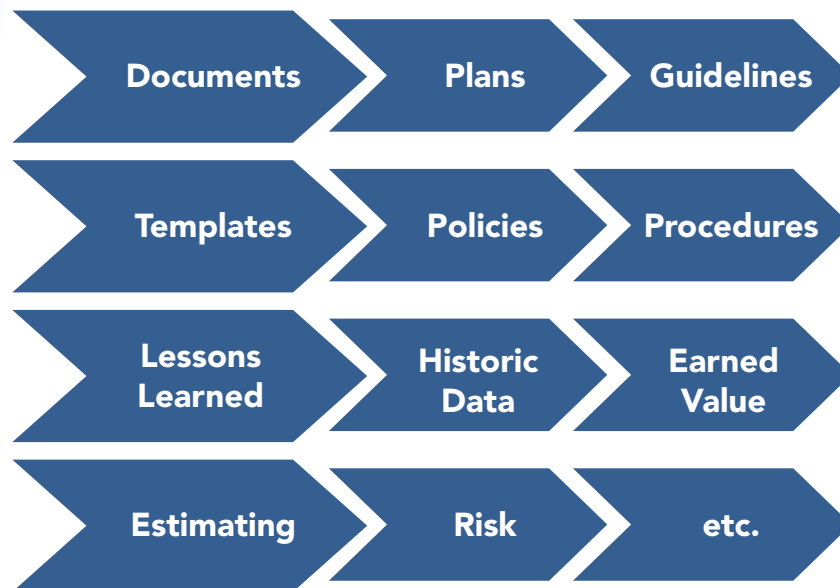 Documents
Plans
Guidelines
Templates
Policies
Procedures
Lessons
Learned
Historic
Data
Earned
Value
Estimating
Risk
etc.